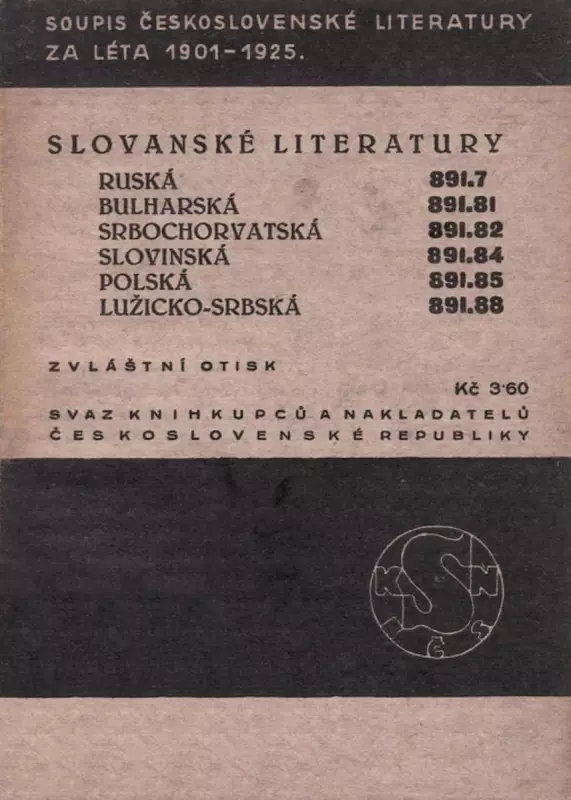 SOUPIS ČESKOSLOVENSKÉ LITERATURY
ZA LÉTA 1901-1925.
SLOVANSKÉ LITERATURY
RUSKÁ 891.7
BULHARSKÁ 891.81
SRBOCHORVATSKÁ 891.82
SLOVINSKÁ 891.84
POLSKÁ 891.85
LUŽICKO-SRBSKÁ 891.88
ZVLÁŠTNÍ OTISK
Kč 3·60
SVAZ KNIHKUPCŮ A NAKLADATELŮ
ČESKOSLOVENSKÉ REPUBLIKY